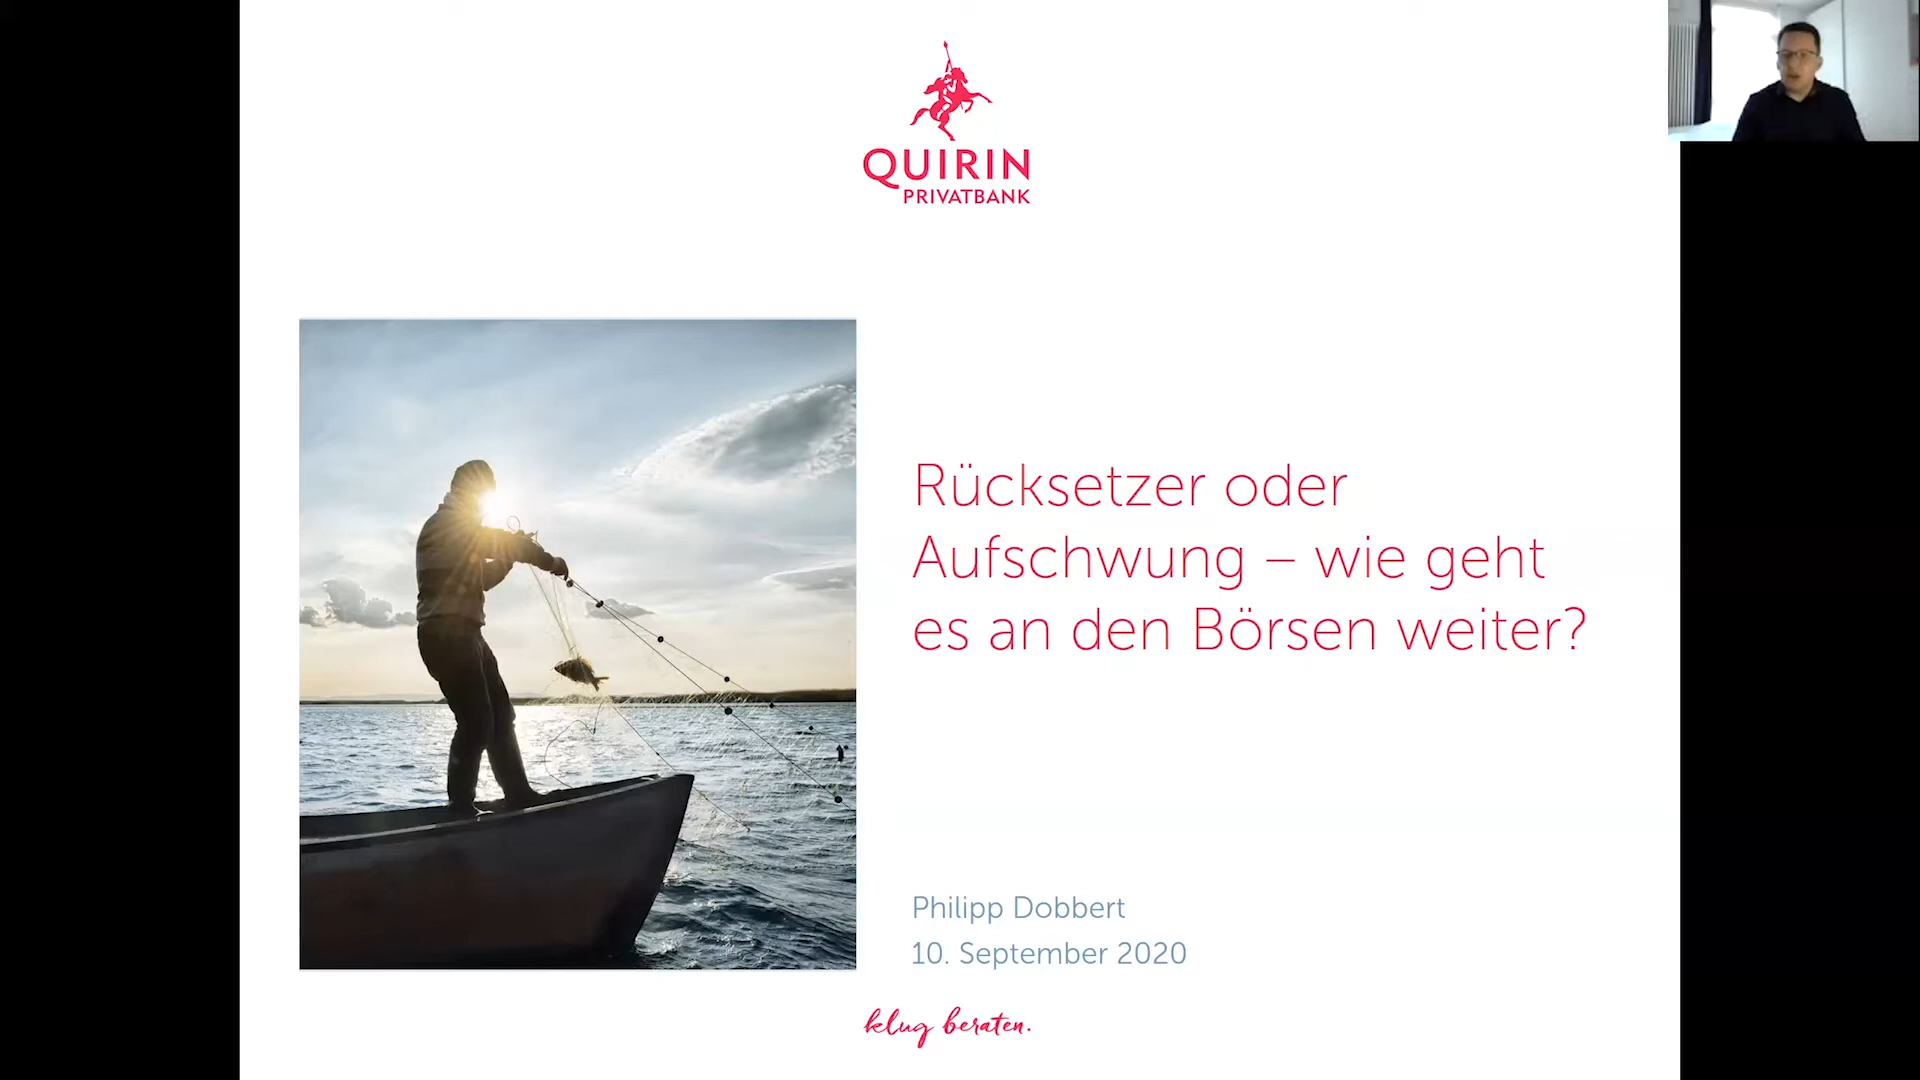 QUIRIN
PRIVATBANK
Rücksetzer oder
Aufschwung – wie geht
es an den Börsen weiter?
Philipp Dobbert
10. September 2020
klug beraten.